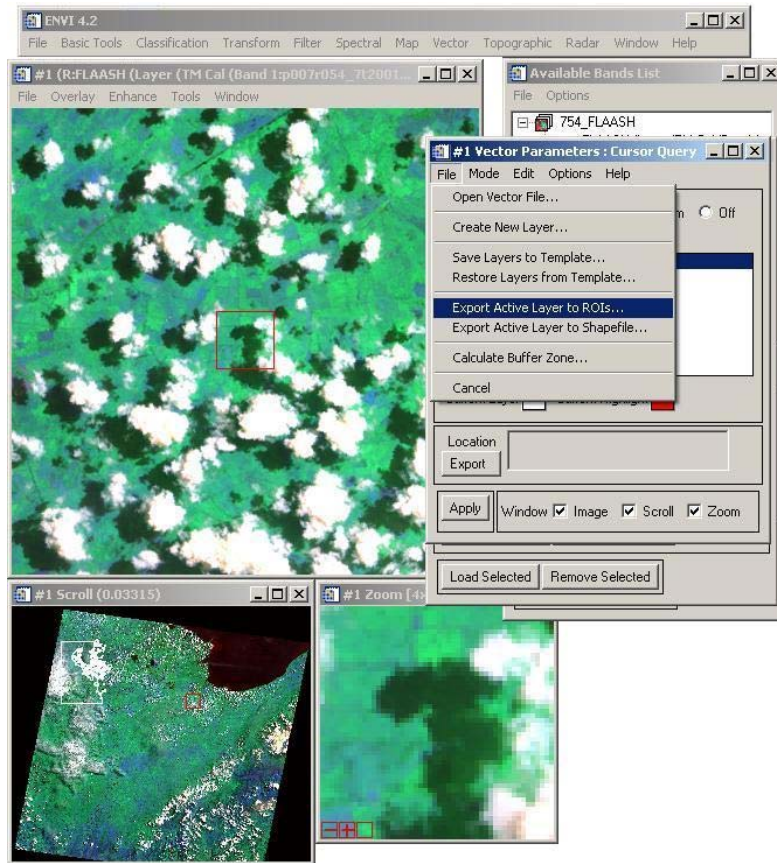 ENVI 4.2
File Basic Tools Classification Transform Filter Spectral Map Vector Topographic Radar Window Help
#1 (R:FLAASH (Layer (TM Cal (Band 1:p007r054_7t2001...
File Overlay Enhance Tools Window
Available Bands List
File Options
754_FLAASH
#1 Vector Parameters : Cursor Query
File Mode Edit Options Help
Open Vector File...
Off
Create New Layer...
Save Layers to Template...
Restore Layers from Template...
Export Active Layer to ROIs...
Export Active Layer to Shapefile...
Calculate Buffer Zone...
Cancel
Location
Export
Apply Window Image Scroll Zoom
Load Selected Remove Selected
#1 Scroll (0.03315)
#1 Zoom [4x